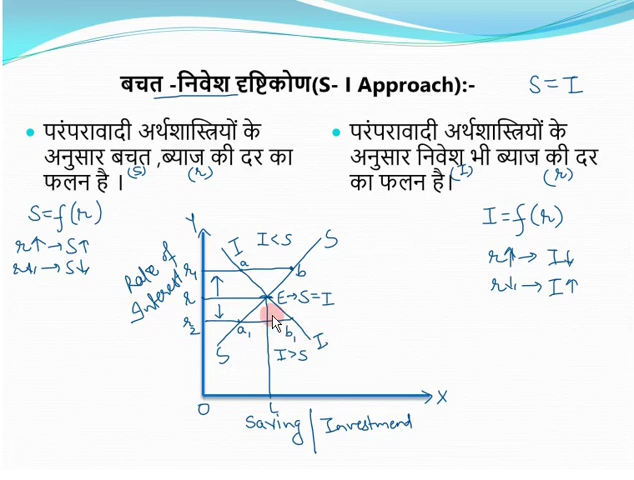 बचत -निवेश दृष्टिकोण(S- I Approach):-
S = I
परंपरावादी अर्थशास्त्रियों के
अनुसार बचत ,ब्याज की दर का
फलन है ।
(S)
(r)
S=f(r)
r↑→S↑
r↓→S↓
परंपरावादी अर्थशास्त्रियों के
अनुसार निवेश भी ब्याज की दर
का फलन है।
(I)
(r)
I=f(r)
r↑→ I↓
r↓→ I↑
Y
Rate of
Interest
I
I<S
S
r₁
a
b
r
E→S=I
r₂
a₁
b₁
I
S
I>S
O
L
X
Saving | Investment